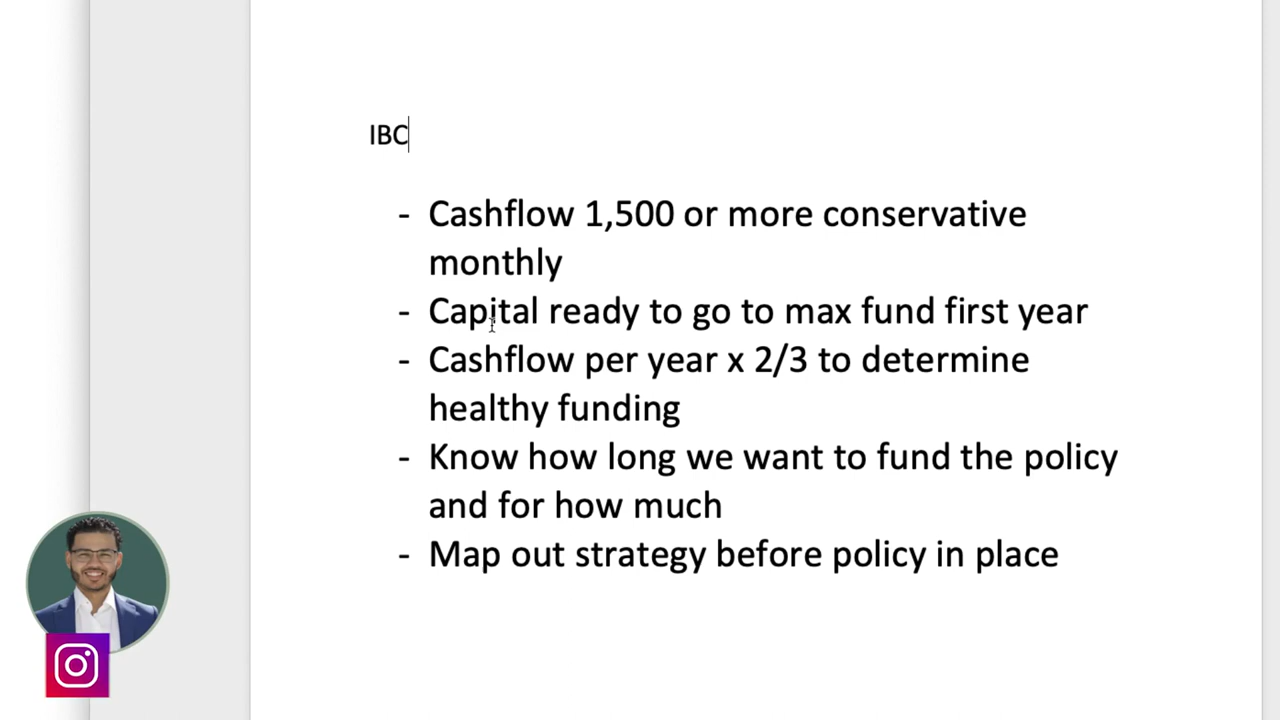 IBC
- Cashflow 1,500 or more conservative
monthly
- Capital ready to go to max fund first year
- Cashflow per year x 2/3 to determine
healthy funding
- Know how long we want to fund the policy
and for how much
- Map out strategy before policy in place